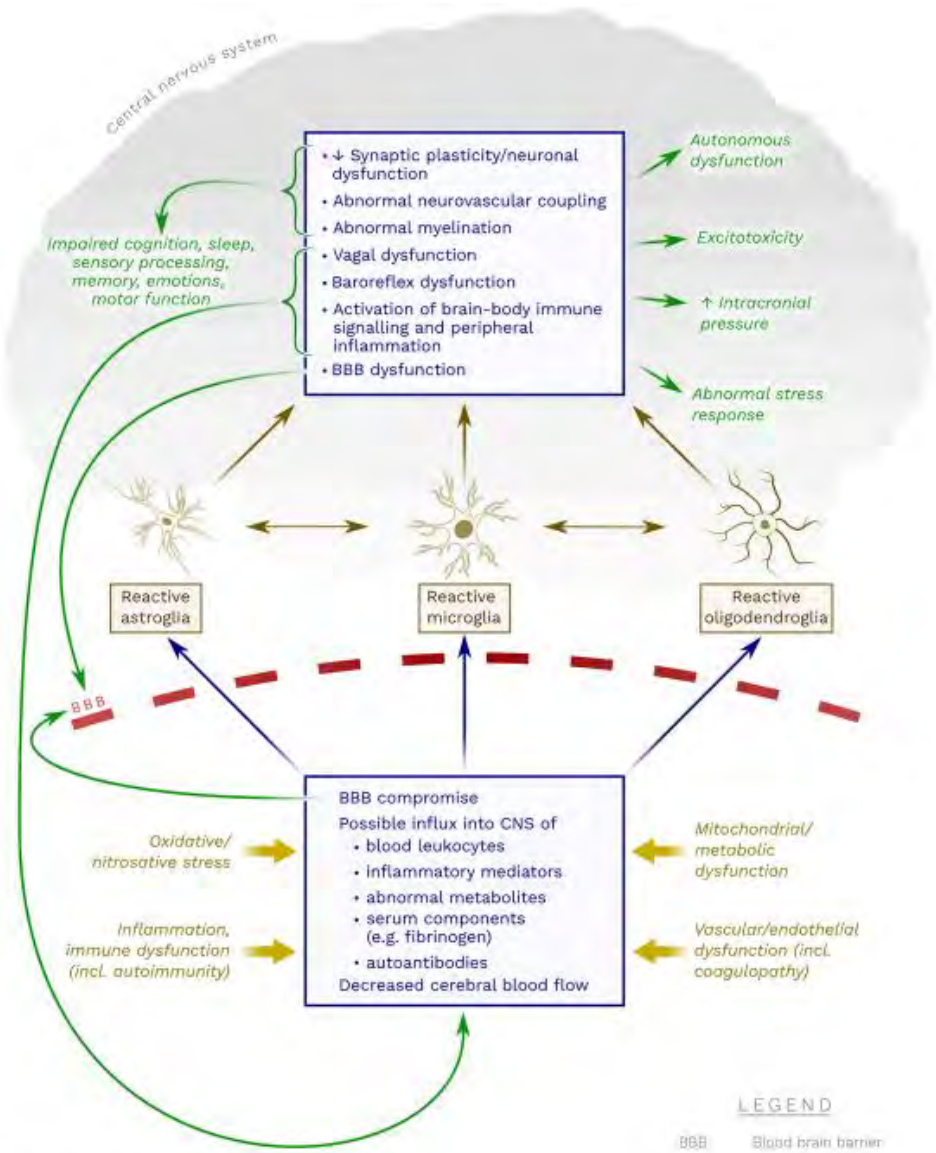 Central nervous system
• ↓ Synaptic plasticity/neuronal
dysfunction
• Abnormal neurovascular coupling
• Abnormal myelination
• Vagal dysfunction
• Baroreflex dysfunction
• Activation of brain-body immune
signalling and peripheral
inflammation
• BBB dysfunction
Impaired cognition, sleep,
sensory processing,
memory, emotions,
motor function
Autonomous
dysfunction
Excitotoxicity
↑ Intracranial
pressure
Abnormal stress
response
Reactive
astroglia
Reactive
microglia
Reactive
oligodendroglia
BBB
BBB compromise
Possible influx into CNS of
• blood leukocytes
• inflammatory mediators
• abnormal metabolites
• serum components
(e.g. fibrinogen)
• autoantibodies
Decreased cerebral blood flow
Oxidative/
nitrosative stress
Inflammation,
immune dysfunction
(incl. autoimmunity)
Mitochondrial/
metabolic
dysfunction
Vascular/endothelial
dysfunction (incl.
coagulopathy)
LEGEND
BBB Blood brain barrier